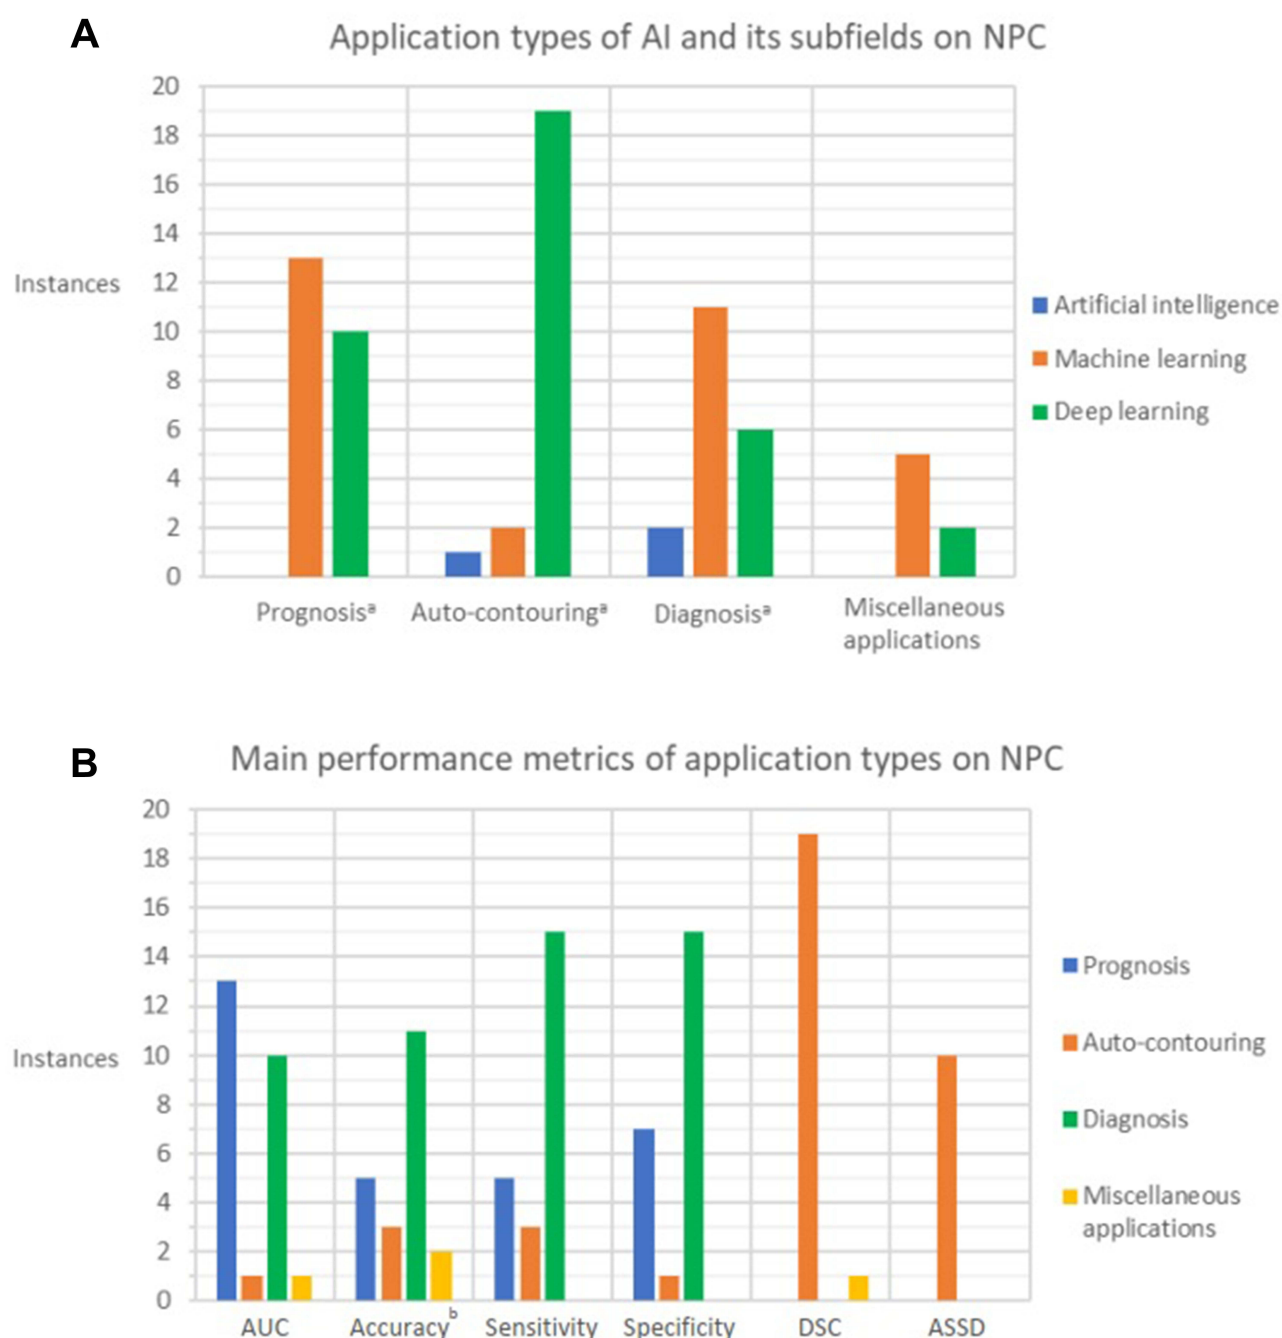 A
Application types of AI and its subfields on NPC
20
18
16
14
12
10
8
6
4
2
0
Instances
Prognosisᵃ
Auto-contouringᵃ
Diagnosisᵃ
Miscellaneous
applications
Artificial intelligence
Machine learning
Deep learning
B
Main performance metrics of application types on NPC
20
18
16
14
12
10
8
6
4
2
0
Instances
AUC
Accuracyᵇ
Sensitivity
Specificity
DSC
ASSD
Prognosis
Auto-contouring
Diagnosis
Miscellaneous
applications